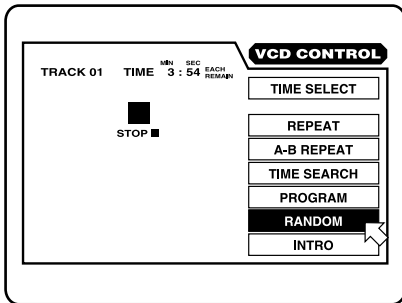 VCD CONTROL
MIN SEC
TRACK 01 TIME 3 : 54 EACH REMAIN
STOP
TIME SELECT
REPEAT
A-B REPEAT
TIME SEARCH
PROGRAM
RANDOM
INTRO